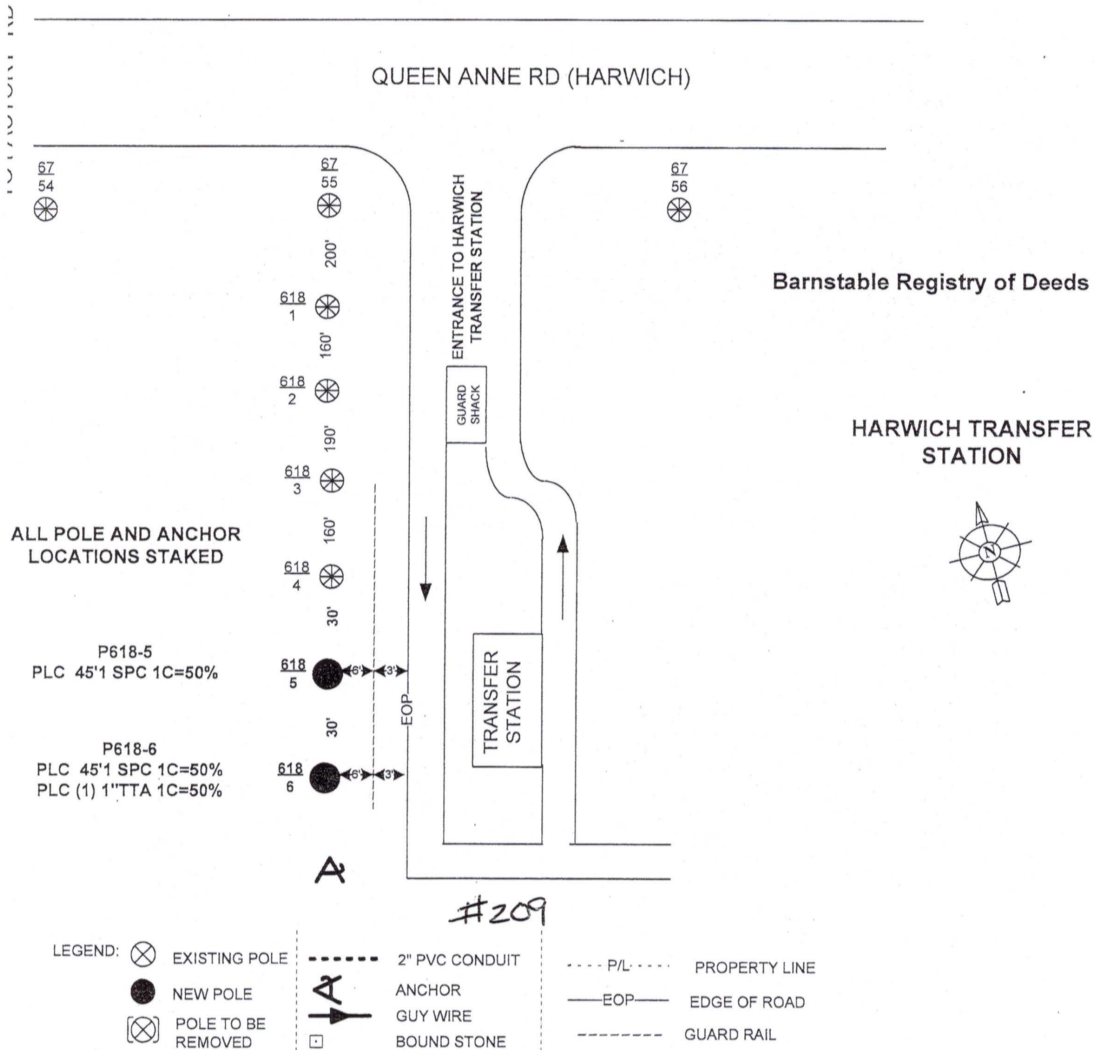 QUEEN ANNE RD (HARWICH)
67
54
67
55
67
56
200'
ENTRANCE TO HARWICH
TRANSFER STATION
Barnstable Registry of Deeds
618
1
160'
618
2
GUARD
SHACK
190'
HARWICH TRANSFER
STATION
618
3
N
ALL POLE AND ANCHOR
LOCATIONS STAKED
160'
618
4
30'
P618-5
PLC 45'1 SPC 1C=50%
618
5
6'
3'
EOP
TRANSFER
STATION
30'
P618-6
PLC 45'1 SPC 1C=50%
PLC (1) 1"TTA 1C=50%
618
6
6'
3'
#209
LEGEND:
EXISTING POLE
NEW POLE
POLE TO BE
REMOVED
2" PVC CONDUIT
ANCHOR
GUY WIRE
BOUND STONE
P/L
PROPERTY LINE
EOP
EDGE OF ROAD
GUARD RAIL